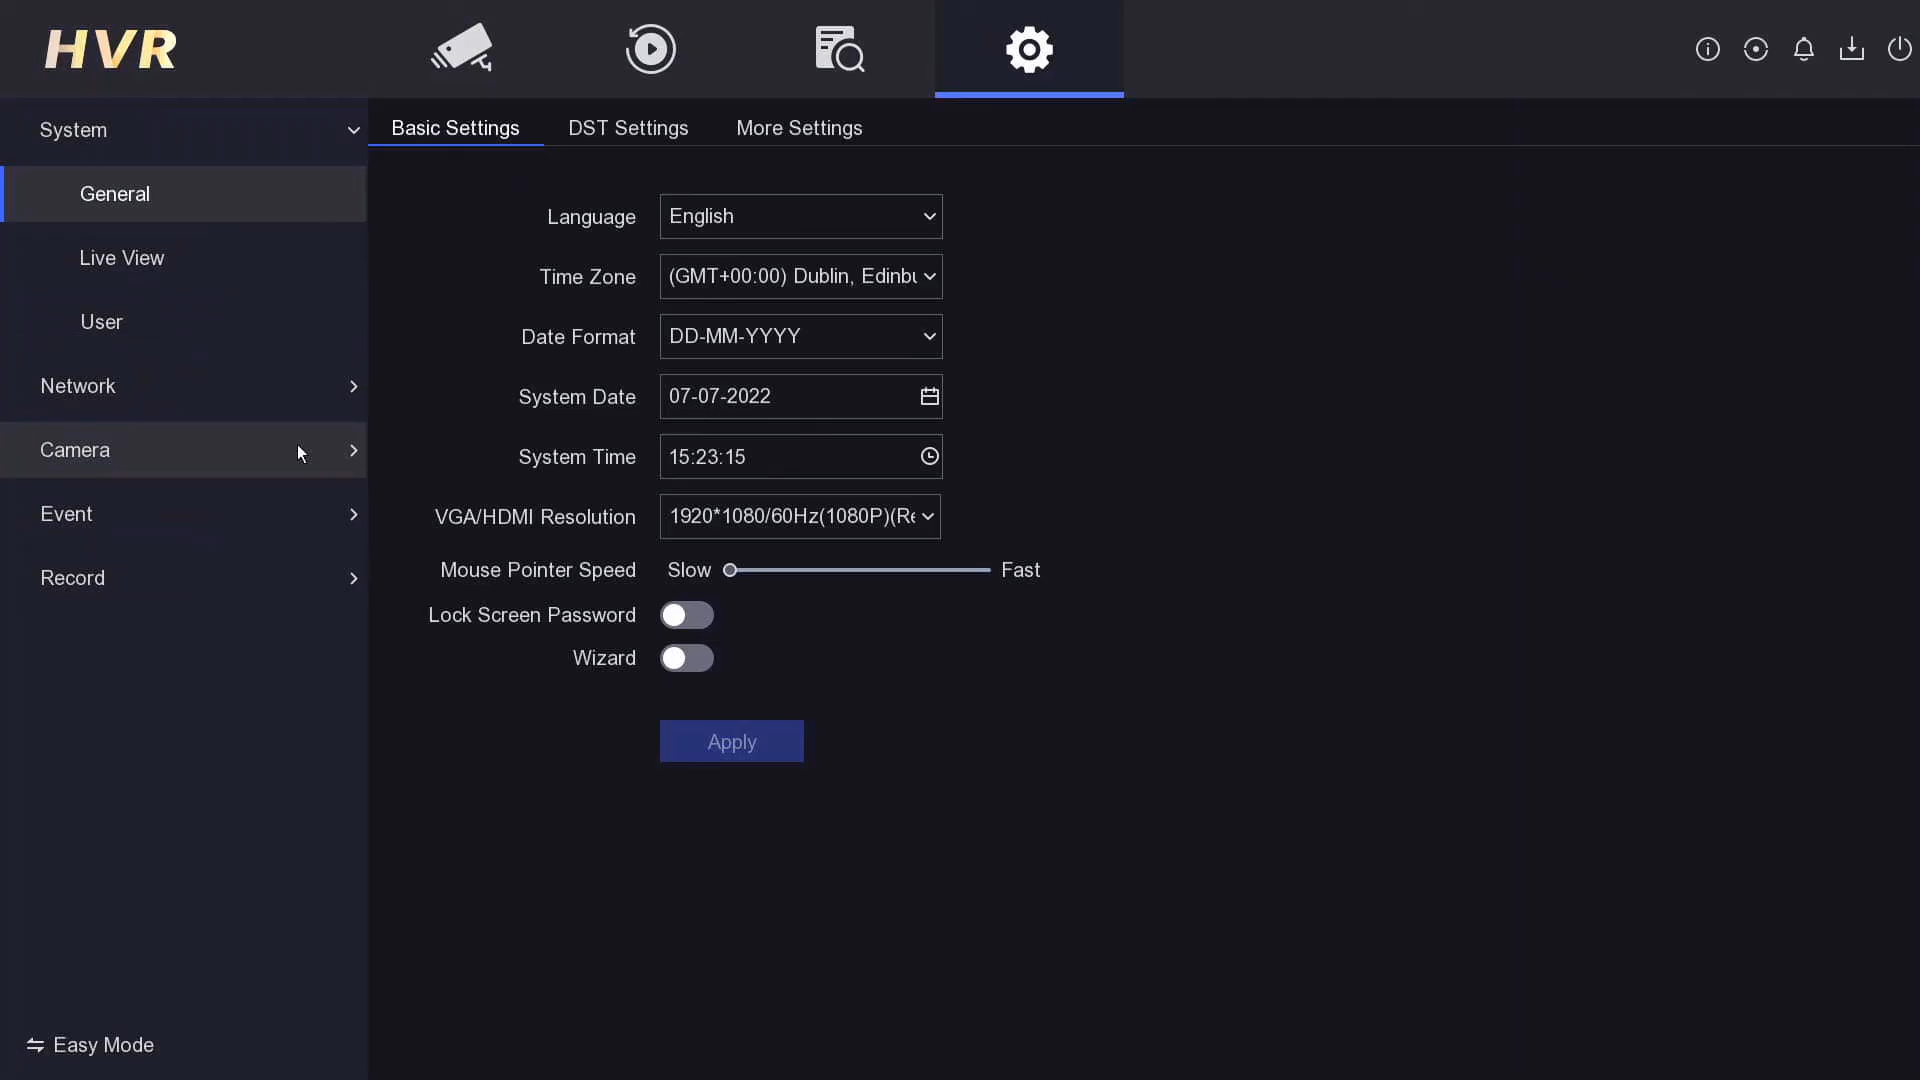 HVR
System
General
Live View
User
Network
Camera
Event
Record
Easy Mode
Basic Settings
DST Settings
More Settings
Language English
Time Zone (GMT+00:00) Dublin, Edinbu
Date Format DD-MM-YYYY
System Date 07-07-2022
System Time 15:23:15
VGA/HDMI Resolution 1920*1080/60Hz(1080P)(Re
Mouse Pointer Speed Slow Fast
Lock Screen Password
Wizard
Apply